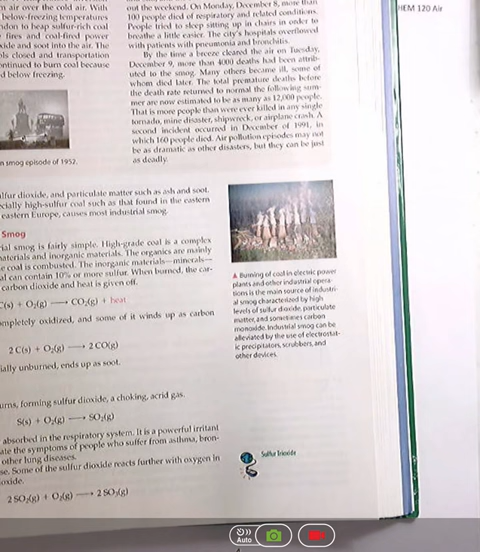 n air over the cold air. With
below-freezing temperatures
ndon to heap sulfur-rich coal
fires and coal-fired power
xide and soot into the air. The
ols closed and transportation
ontinued to burn coal because
d below freezing.
n smog episode of 1952.
out the weekend. On Monday, December 8, more than
100 people died of respiratory and related conditions.
People tried to sleep sitting up in chairs in order to
breathe a little easier. The city's hospitals overflowed
with patients with pneumonia and bronchitis.
By the time a breeze cleared the air on Tuesday,
December 9, more than 4000 deaths had been attrib-
uted to the smog. Many others became ill, some of
whom died later. The total premature deaths before
the death rate returned to normal the following sum-
mer are now estimated to be as many as 12,000 people.
That is more people than were ever killed in any single
tornado, mine disaster, shipwreck, or airplane crash. A
second incident occurred in December of 1991, in
which 160 people died. Air pollution episodes may not
be as dramatic as other disasters, but they can be just
as deadly.
HEM 120 Air
lfur dioxide, and particulate matter such as ash and soot.
ecially high-sulfur coal such as that found in the eastern
eastern Europe, causes most industrial smog.
Smog
rial smog is fairly simple. High-grade coal is a complex
materials and inorganic materials. The organics are mainly
e coal is combusted. The inorganic materials—minerals—
al can contain 10% or more sulfur. When burned, the car-
carbon dioxide and heat is given off.
C(s) + O₂(g) ⟶ CO₂(g) + heat
ompletely oxidized, and some of it winds up as carbon
2 C(s) + O₂(g) ⟶ 2 CO(g)
ially unburned, ends up as soot.
urns, forming sulfur dioxide, a choking, acrid gas.
S(s) + O₂(g) ⟶ SO₂(g)
absorbed in the respiratory system. It is a powerful irritant
ate the symptoms of people who suffer from asthma, bron-
other lung diseases.
se. Some of the sulfur dioxide reacts further with oxygen in
oxide.
2 SO₂(g) + O₂(g) ⟶ 2 SO₃(g)
▲ Burning of coal in electric power
plants and other industrial opera-
tions is the main source of industri-
al smog characterized by high
levels of sulfur dioxide, particulate
matter, and sometimes carbon
monoxide. Industrial smog can be
alleviated by the use of electrostat-
ic precipitators, scrubbers, and
other devices.
Sulfur Trioxide
Auto